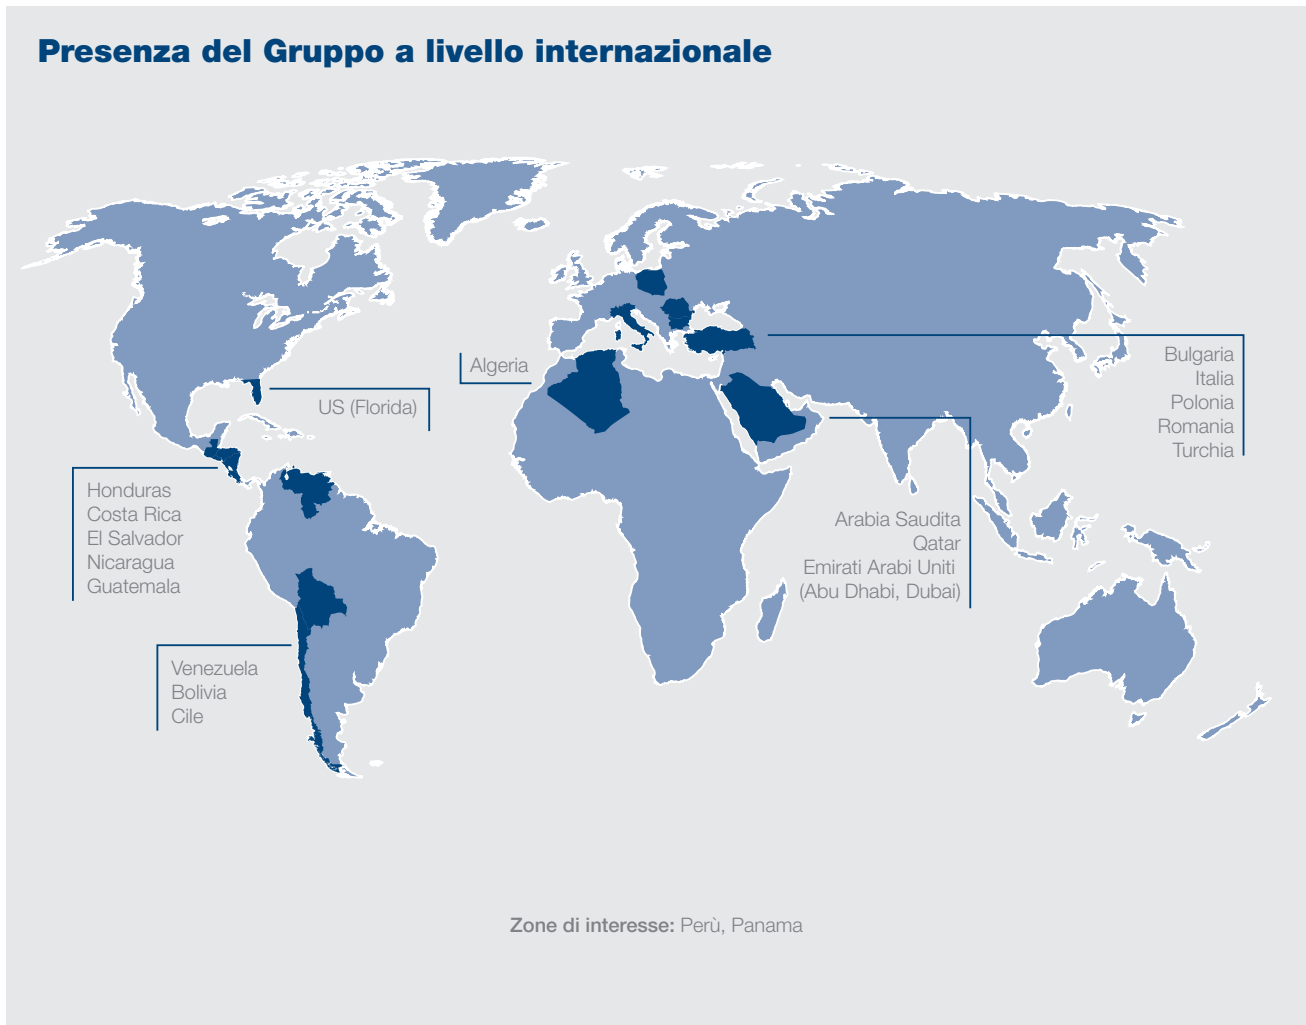 Presenza del Gruppo a livello internazionale
Algeria
US (Florida)
Bulgaria
Italia
Polonia
Romania
Turchia
Honduras
Costa Rica
El Salvador
Nicaragua
Guatemala
Arabia Saudita
Qatar
Emirati Arabi Uniti
(Abu Dhabi, Dubai)
Venezuela
Bolivia
Cile
Zone di interesse: Perù, Panama